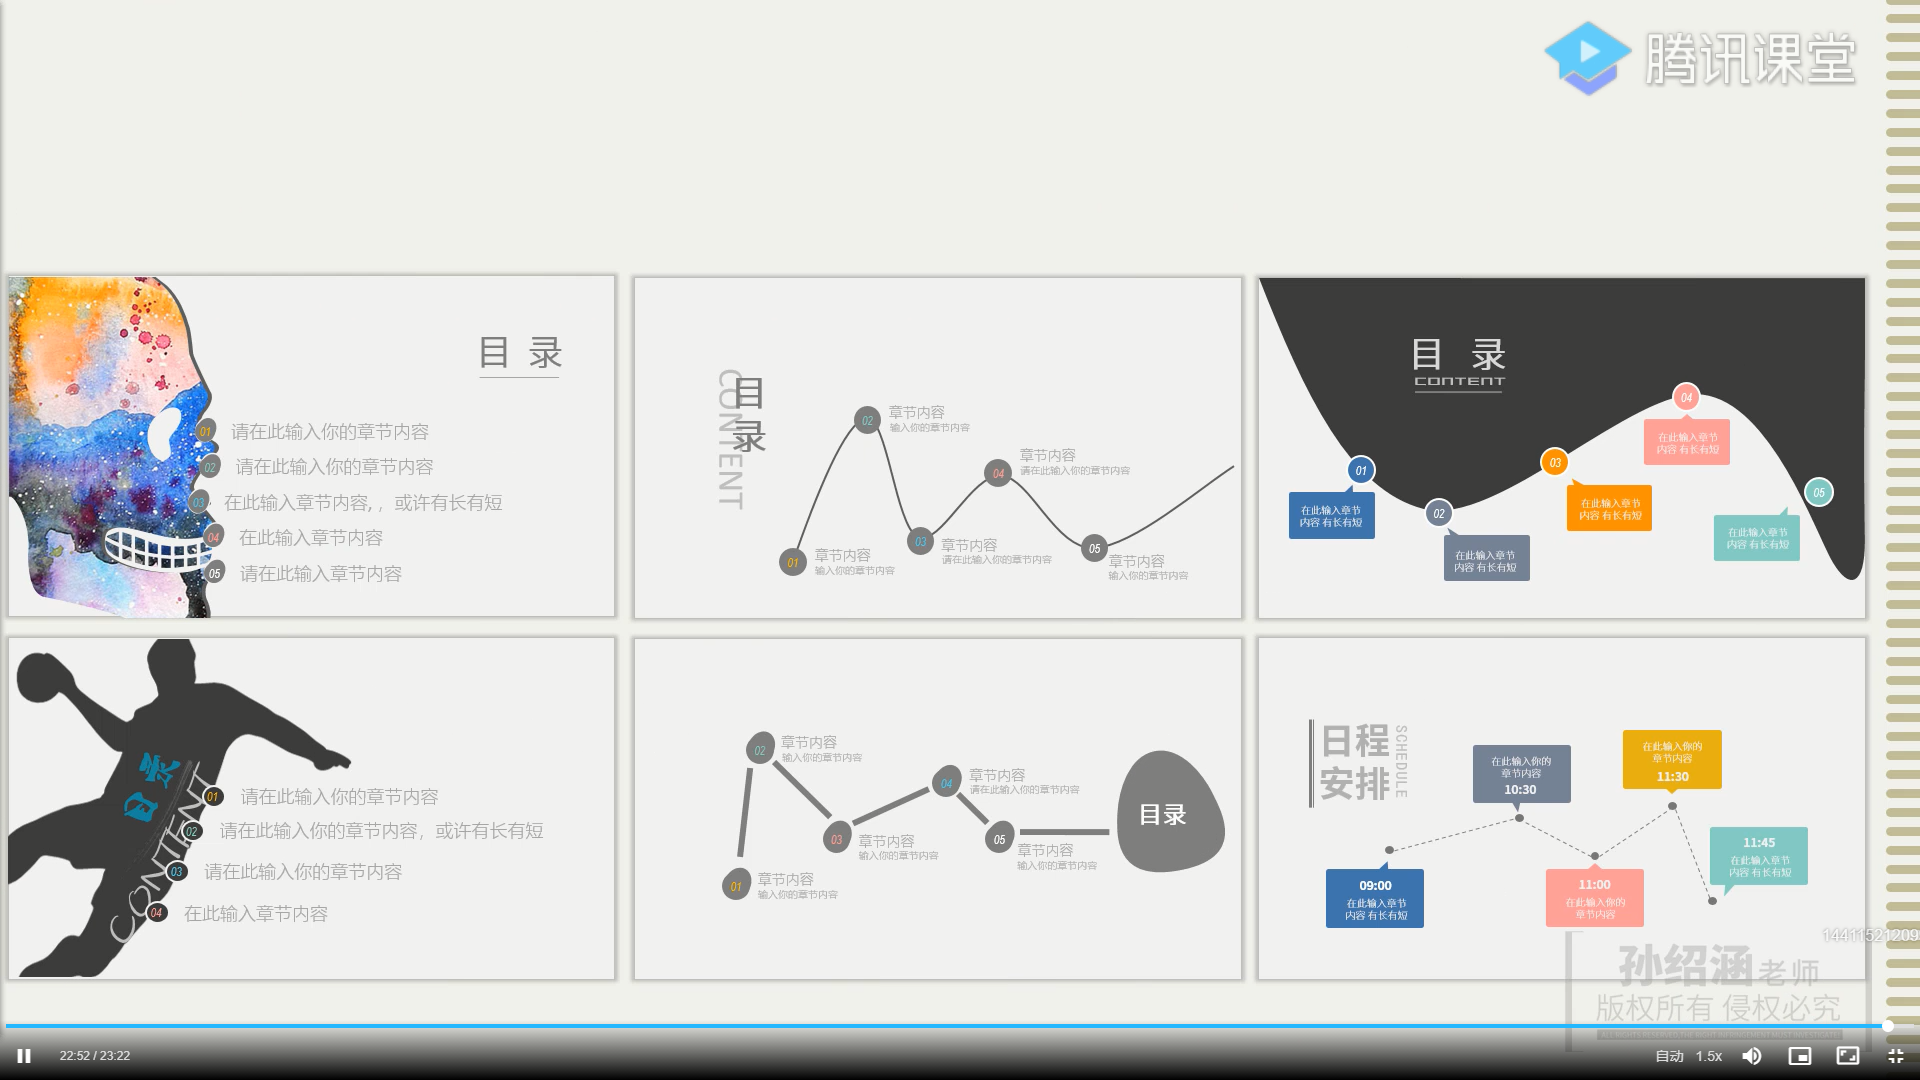 腾讯课堂
目 录
01 请在此输入你的章节内容
02 请在此输入你的章节内容
03 在此输入章节内容，，或许有长有短
04 在此输入章节内容
05 请在此输入章节内容
目录
CONTENT
01 章节内容
输入你的章节内容
02 章节内容
输入你的章节内容
03 章节内容
请在此输入你的章节内容
04 章节内容
请在此输入你的章节内容
05 章节内容
输入你的章节内容
目 录
CONTENT
01
在此输入章节
内容 有长有短
02
在此输入章节
内容 有长有短
03
在此输入章节
内容 有长有短
04
在此输入章节
内容 有长有短
05
在此输入章节
内容 有长有短
目录
CONTENT
01 请在此输入你的章节内容
02 请在此输入你的章节内容，或许有长有短
03 请在此输入你的章节内容
04 在此输入章节内容
01 章节内容
输入你的章节内容
02 章节内容
输入你的章节内容
03 章节内容
输入你的章节内容
04 章节内容
请在此输入你的章节内容
05 章节内容
输入你的章节内容
目录
日程
安排
SCHEDULE
09:00
在此输入章节
内容 有长有短
在此输入你的
章节内容
10:30
11:00
在此输入你的
章节内容
在此输入你的
章节内容
11:30
11:45
在此输入章节
内容 有长有短
144115212095
孙绍涵老师
版权所有 侵权必究
22:52 / 23:22
自动 1.5x